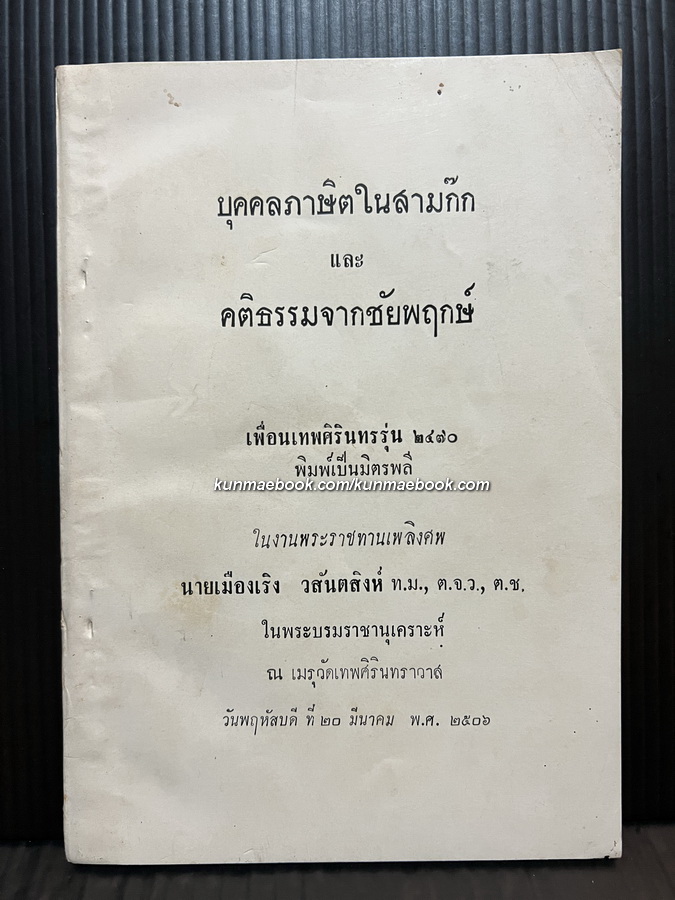 บุคคลภาษิตในสามก๊ก
และ
คติธรรมจากชัยพฤกษ์
เพื่อนเทพศิรินทรรุ่น ๒๔๗๐
พิมพ์เป็นมิตรพลี
kunmaebook.com/kunmaebook.com
ในงานพระราชทานเพลิงศพ
นายเมืองเริง วสันตสิงห์ ท.ม., ต.จ.ว., ต.ช.
ในพระบรมราชานุเคราะห์
ณ เมรุวัดเทพศิรินทราวาส
วันพฤหัสบดี ที่ ๒๐ มีนาคม พ.ศ. ๒๕๐๖